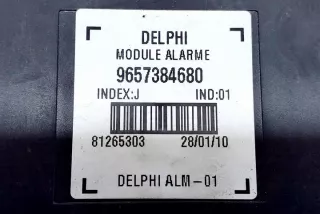 DELPHI
MODULE ALARME
9657384680
INDEX:J IND:01
81265303 28/01/10
DELPHI ALM-01